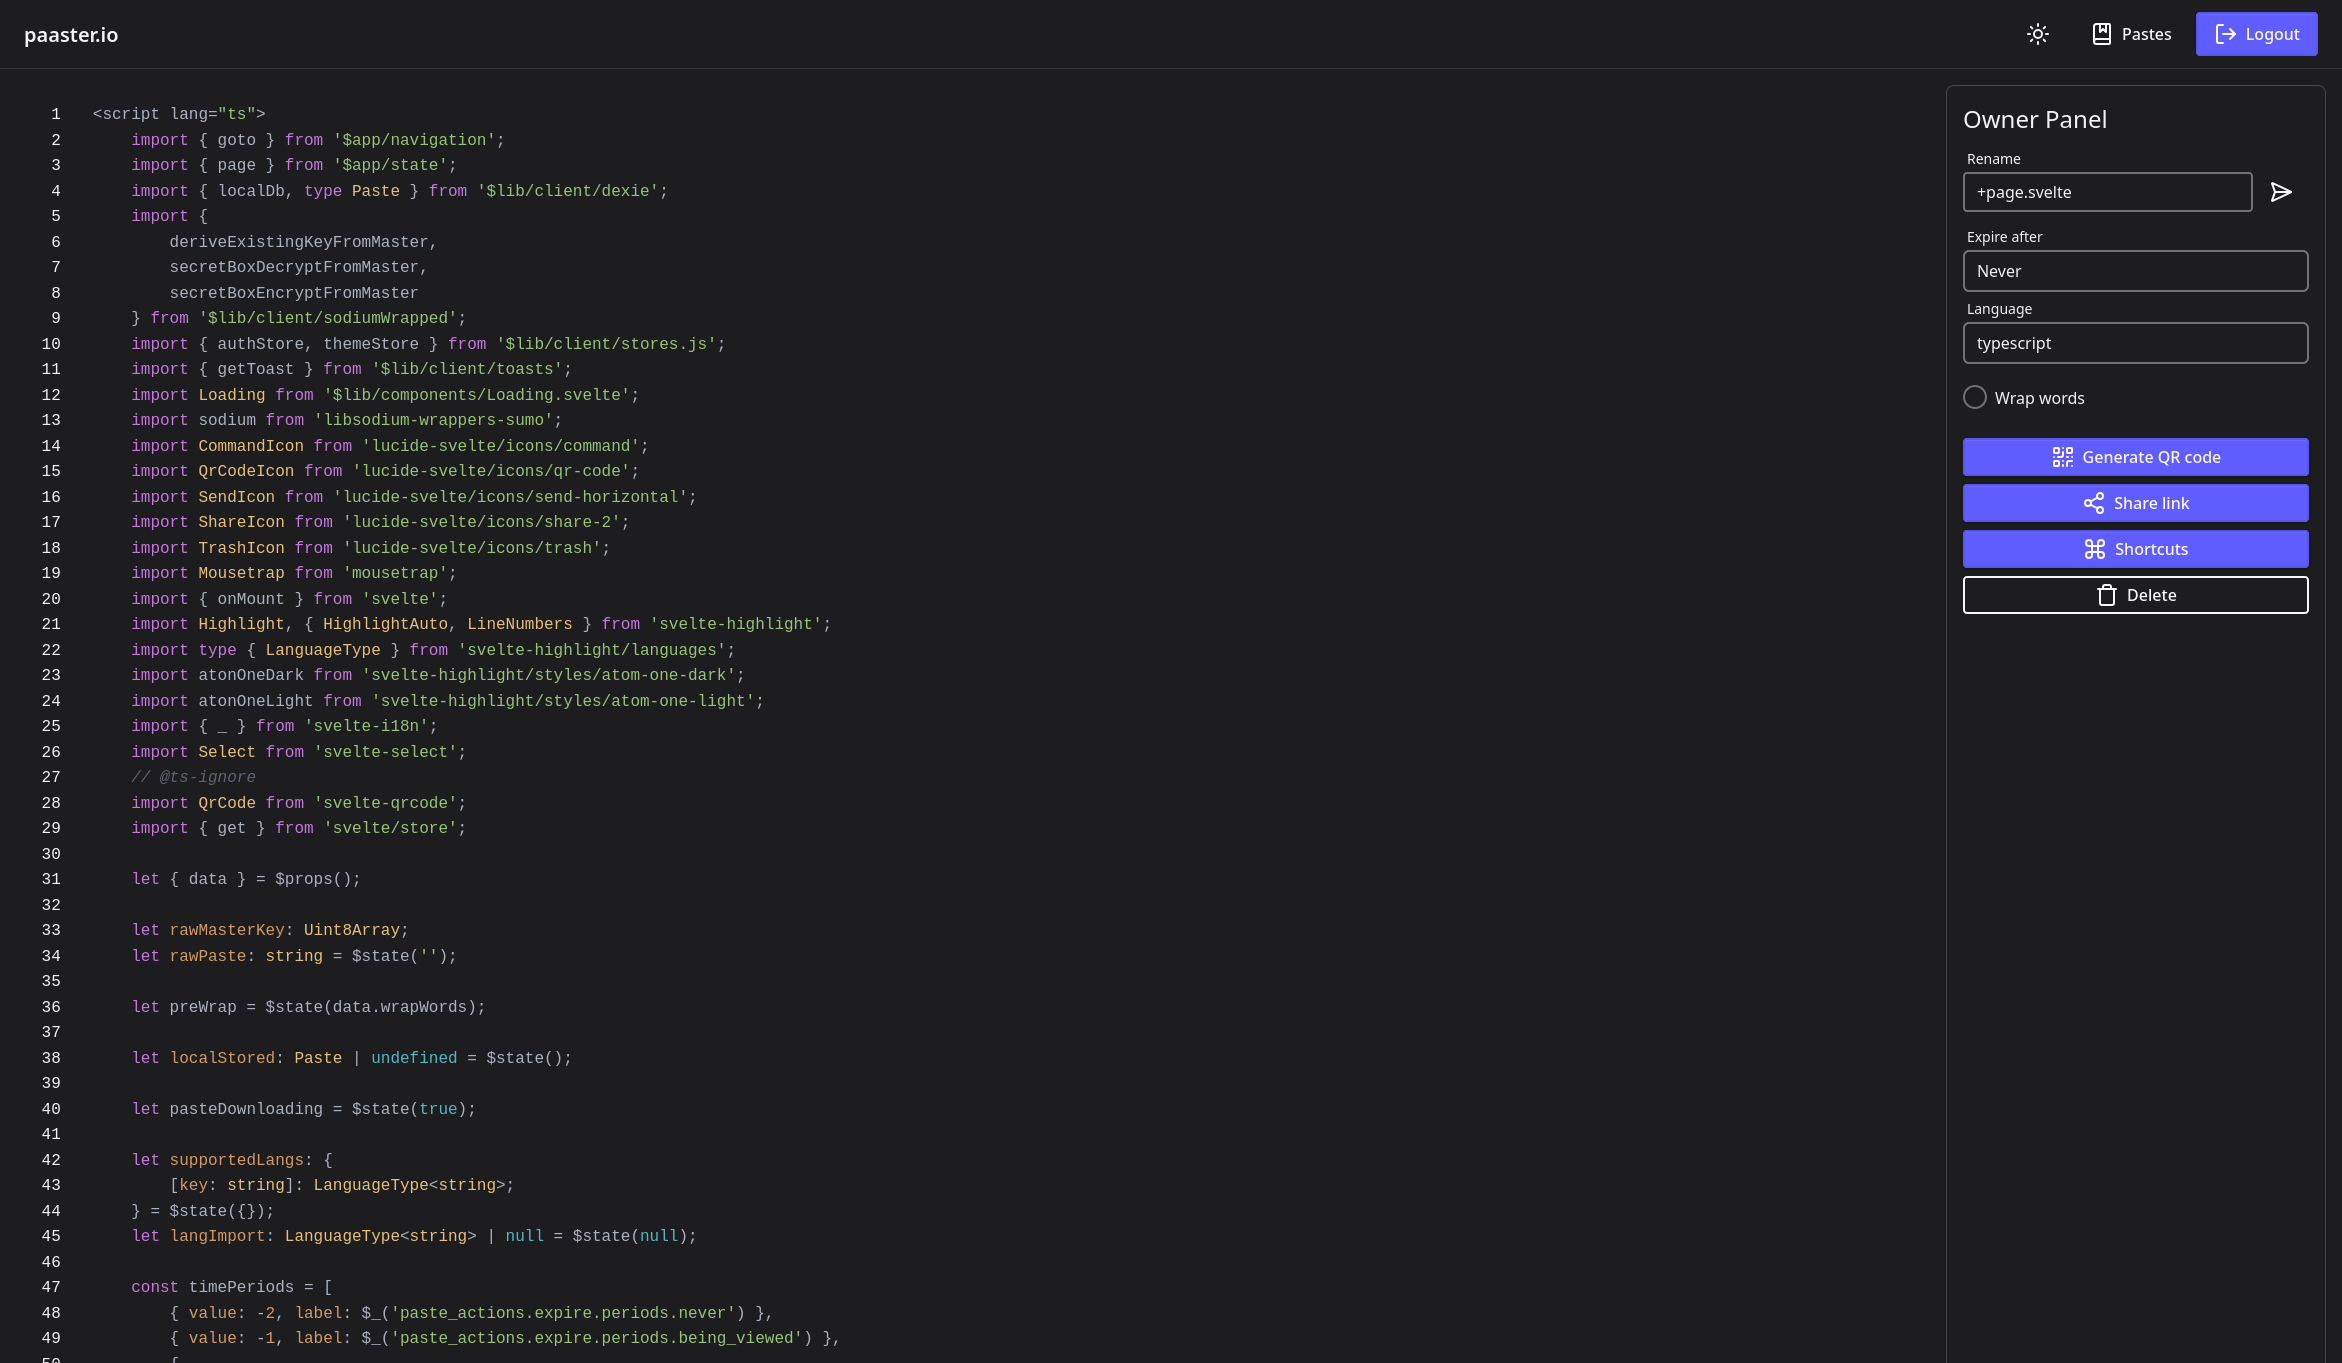 paaster.io
Pastes
Logout
1 <script lang="ts">
2 import { goto } from '$app/navigation';
3 import { page } from '$app/state';
4 import { localDb, type Paste } from '$lib/client/dexie';
5 import {
6 deriveExistingKeyFromMaster,
7 secretBoxDecryptFromMaster,
8 secretBoxEncryptFromMaster
9 } from '$lib/client/sodiumWrapped';
10 import { authStore, themeStore } from '$lib/client/stores.js';
11 import { getToast } from '$lib/client/toasts';
12 import Loading from '$lib/components/Loading.svelte';
13 import sodium from 'libsodium-wrappers-sumo';
14 import CommandIcon from 'lucide-svelte/icons/command';
15 import QrCodeIcon from 'lucide-svelte/icons/qr-code';
16 import SendIcon from 'lucide-svelte/icons/send-horizontal';
17 import ShareIcon from 'lucide-svelte/icons/share-2';
18 import TrashIcon from 'lucide-svelte/icons/trash';
19 import Mousetrap from 'mousetrap';
20 import { onMount } from 'svelte';
21 import Highlight, { HighlightAuto, LineNumbers } from 'svelte-highlight';
22 import type { LanguageType } from 'svelte-highlight/languages';
23 import atonOneDark from 'svelte-highlight/styles/atom-one-dark';
24 import atonOneLight from 'svelte-highlight/styles/atom-one-light';
25 import { _ } from 'svelte-i18n';
26 import Select from 'svelte-select';
27 // @ts-ignore
28 import QrCode from 'svelte-qrcode';
29 import { get } from 'svelte/store';
30
31 let { data } = $props();
32
33 let rawMasterKey: Uint8Array;
34 let rawPaste: string = $state('');
35
36 let preWrap = $state(data.wrapWords);
37
38 let localStored: Paste | undefined = $state();
39
40 let pasteDownloading = $state(true);
41
42 let supportedLangs: {
43 [key: string]: LanguageType<string>;
44 } = $state({});
45 let langImport: LanguageType<string> | null = $state(null);
46
47 const timePeriods = [
48 { value: -2, label: $_('paste_actions.expire.periods.never') },
49 { value: -1, label: $_('paste_actions.expire.periods.being_viewed') },
50 {
Owner Panel
Rename
+page.svelte
Expire after
Never
Language
typescript
Wrap words
Generate QR code
Share link
Shortcuts
Delete